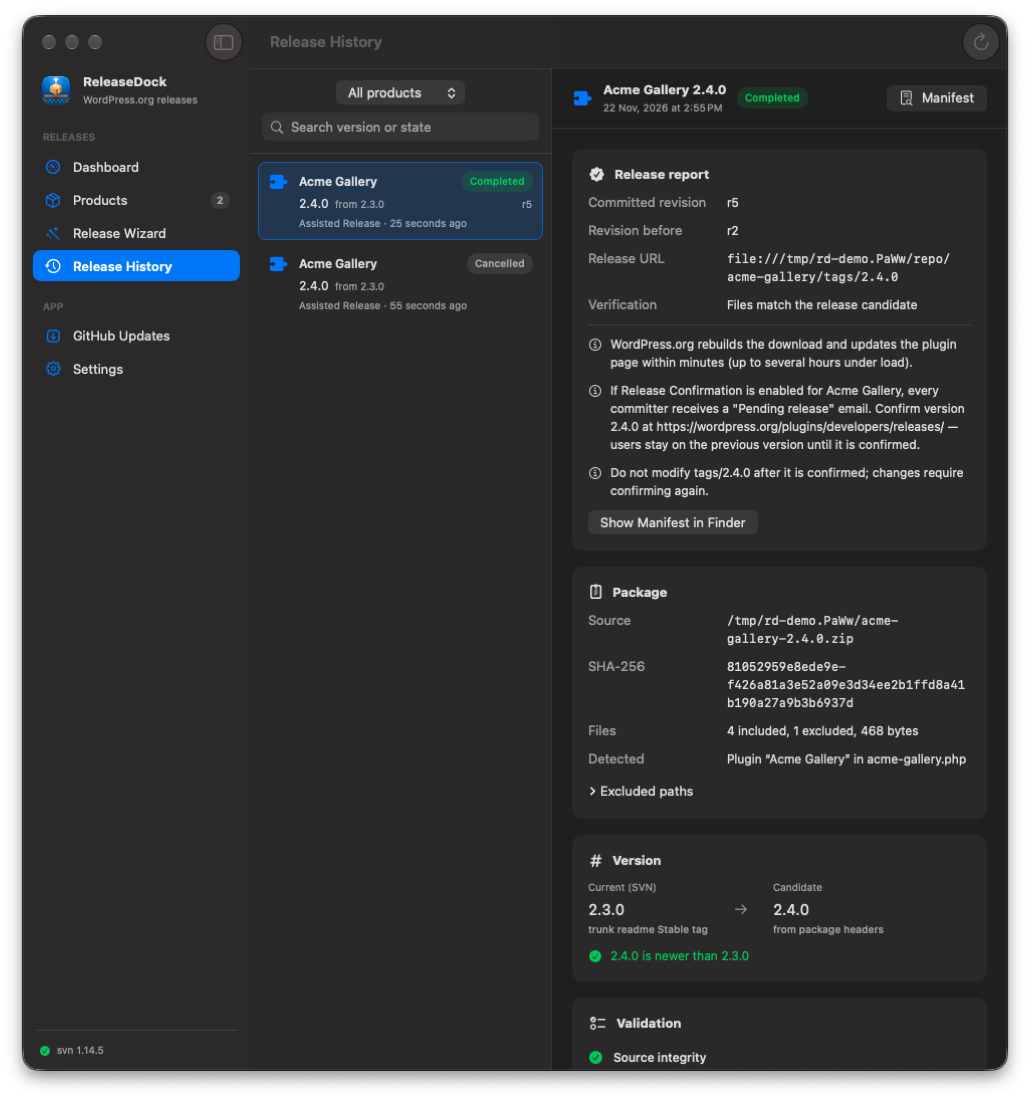 Release History
ReleaseDock
WordPress.org releases
RELEASES
Dashboard
Products 2
Release Wizard
Release History
APP
GitHub Updates
Settings
svn 1.14.5
All products
Search version or state
Acme Gallery Completed
2.4.0 from 2.3.0 r5
Assisted Release · 25 seconds ago
Acme Gallery Cancelled
2.4.0 from 2.3.0
Assisted Release · 55 seconds ago
Acme Gallery 2.4.0
22 Nov, 2026 at 2:55 PM
Completed
Manifest
Release report
Committed revision r5
Revision before r2
Release URL file:///tmp/rd-demo.PaWw/repo/
acme-gallery/tags/2.4.0
Verification Files match the release candidate
WordPress.org rebuilds the download and updates the plugin
page within minutes (up to several hours under load).
If Release Confirmation is enabled for Acme Gallery, every
committer receives a "Pending release" email. Confirm version
2.4.0 at https://wordpress.org/plugins/developers/releases/ —
users stay on the previous version until it is confirmed.
Do not modify tags/2.4.0 after it is confirmed; changes require
confirming again.
Show Manifest in Finder
Package
Source /tmp/rd-demo.PaWw/acme-
gallery-2.4.0.zip
SHA-256 81052959e8ede9e-
f426a81a3e52a09e3d34ee2b1ffd8a41
b190a27a9b3b6937d
Files 4 included, 1 excluded, 468 bytes
Detected Plugin "Acme Gallery" in acme-gallery.php
Excluded paths
# Version
Current (SVN) Candidate
2.3.0 → 2.4.0
trunk readme Stable tag from package headers
2.4.0 is newer than 2.3.0
Validation
Source integrity